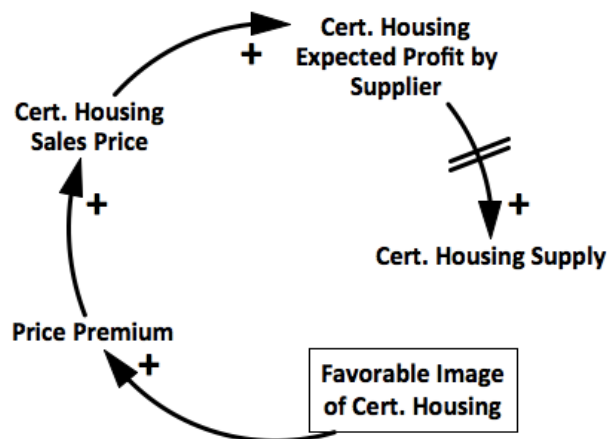 Cert. Housing
Expected Profit by
Supplier
+
Cert. Housing
Sales Price
+
+
Cert. Housing Supply
Price Premium
+
Favorable Image
of Cert. Housing